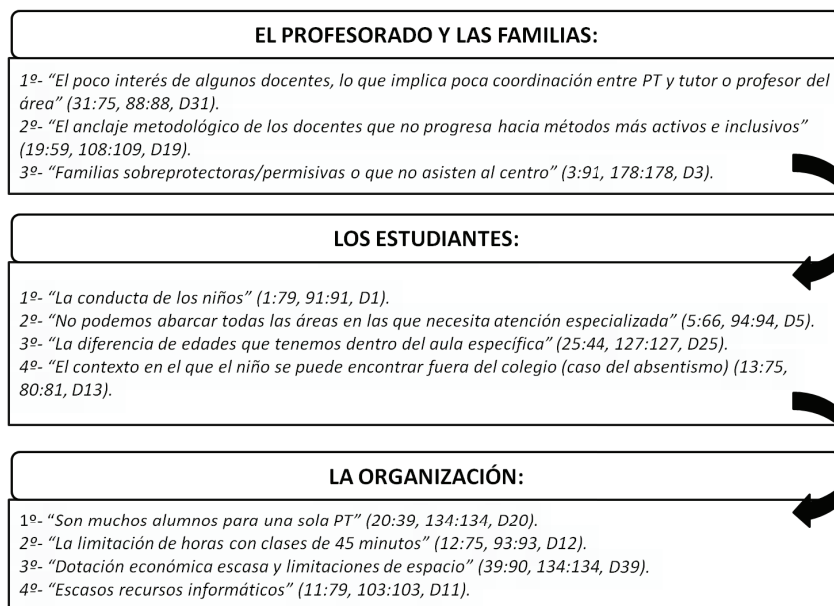 EL PROFESORADO Y LAS FAMILIAS:
1º- “El poco interés de algunos docentes, lo que implica poca coordinación entre PT y tutor o profesor del
área” (31:75, 88:88, D31).
2º- “El anclaje metodológico de los docentes que no progresa hacia métodos más activos e inclusivos”
(19:59, 108:109, D19).
3º- “Familias sobreprotectoras/permisivas o que no asisten al centro” (3:91, 178:178, D3).
LOS ESTUDIANTES:
1º- “La conducta de los niños” (1:79, 91:91, D1).
2º- “No podemos abarcar todas las áreas en las que necesita atención especializada” (5:66, 94:94, D5).
3º- “La diferencia de edades que tenemos dentro del aula específica” (25:44, 127:127, D25).
4º- “El contexto en el que el niño se puede encontrar fuera del colegio (caso del absentismo) (13:75,
80:81, D13).
LA ORGANIZACIÓN:
1º- “Son muchos alumnos para una sola PT” (20:39, 134:134, D20).
2º- “La limitación de horas con clases de 45 minutos” (12:75, 93:93, D12).
3º- “Dotación económica escasa y limitaciones de espacio” (39:90, 134:134, D39).
4º- “Escasos recursos informáticos” (11:79, 103:103, D11).